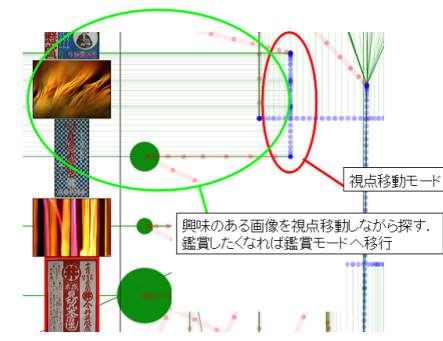 視点移動モード
興味のある画像を視点移動しながら探す.
鑑賞したくなれば鑑賞モードへ移行